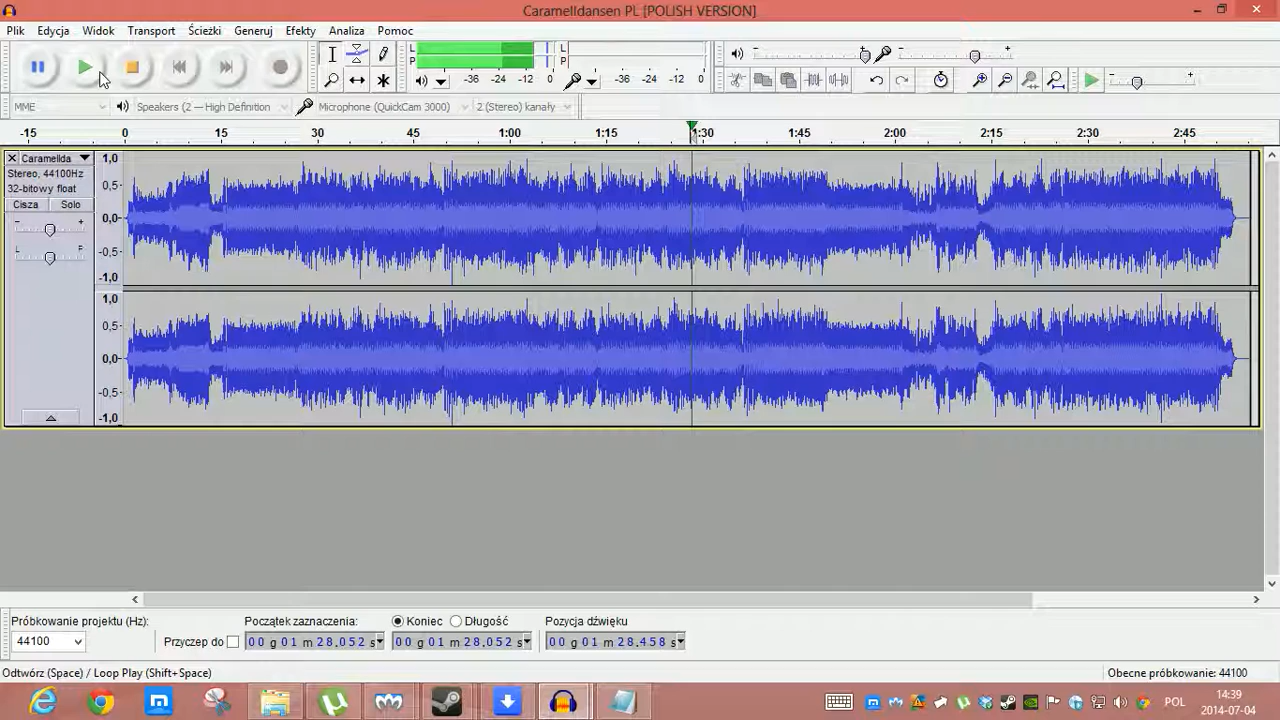 Caramelldansen PL [POLISH VERSION]
Plik Edycja Widok Transport Ścieżki Generuj Efekty Analiza Pomoc
L P -36 -24 -12 0
L P -36 -24 -12 0
MME Speakers (2 — High Definition Microphone (QuickCam 3000) 2 (Stereo) kanały
-15 0 15 30 45 1:00 1:15 1:30 1:45 2:00 2:15 2:30 2:45
Caramellda
Stereo, 44100Hz
32-bitowy float
Cisza Solo
- +
L P
1,0
0,5
0,0
-0,5
-1,0
1,0
0,5
0,0
-0,5
-1,0
Próbkowanie projektu (Hz): Początek zaznaczenia: Koniec Długość Pozycja dźwięku
44100 Przyczep do 00 g 01 m 28.052 s 00 g 01 m 28.052 s 00 g 01 m 28.458 s
Odtwórz (Space) / Loop Play (Shift+Space) Obecne próbkowanie: 44100
POL 14:39
2014-07-04